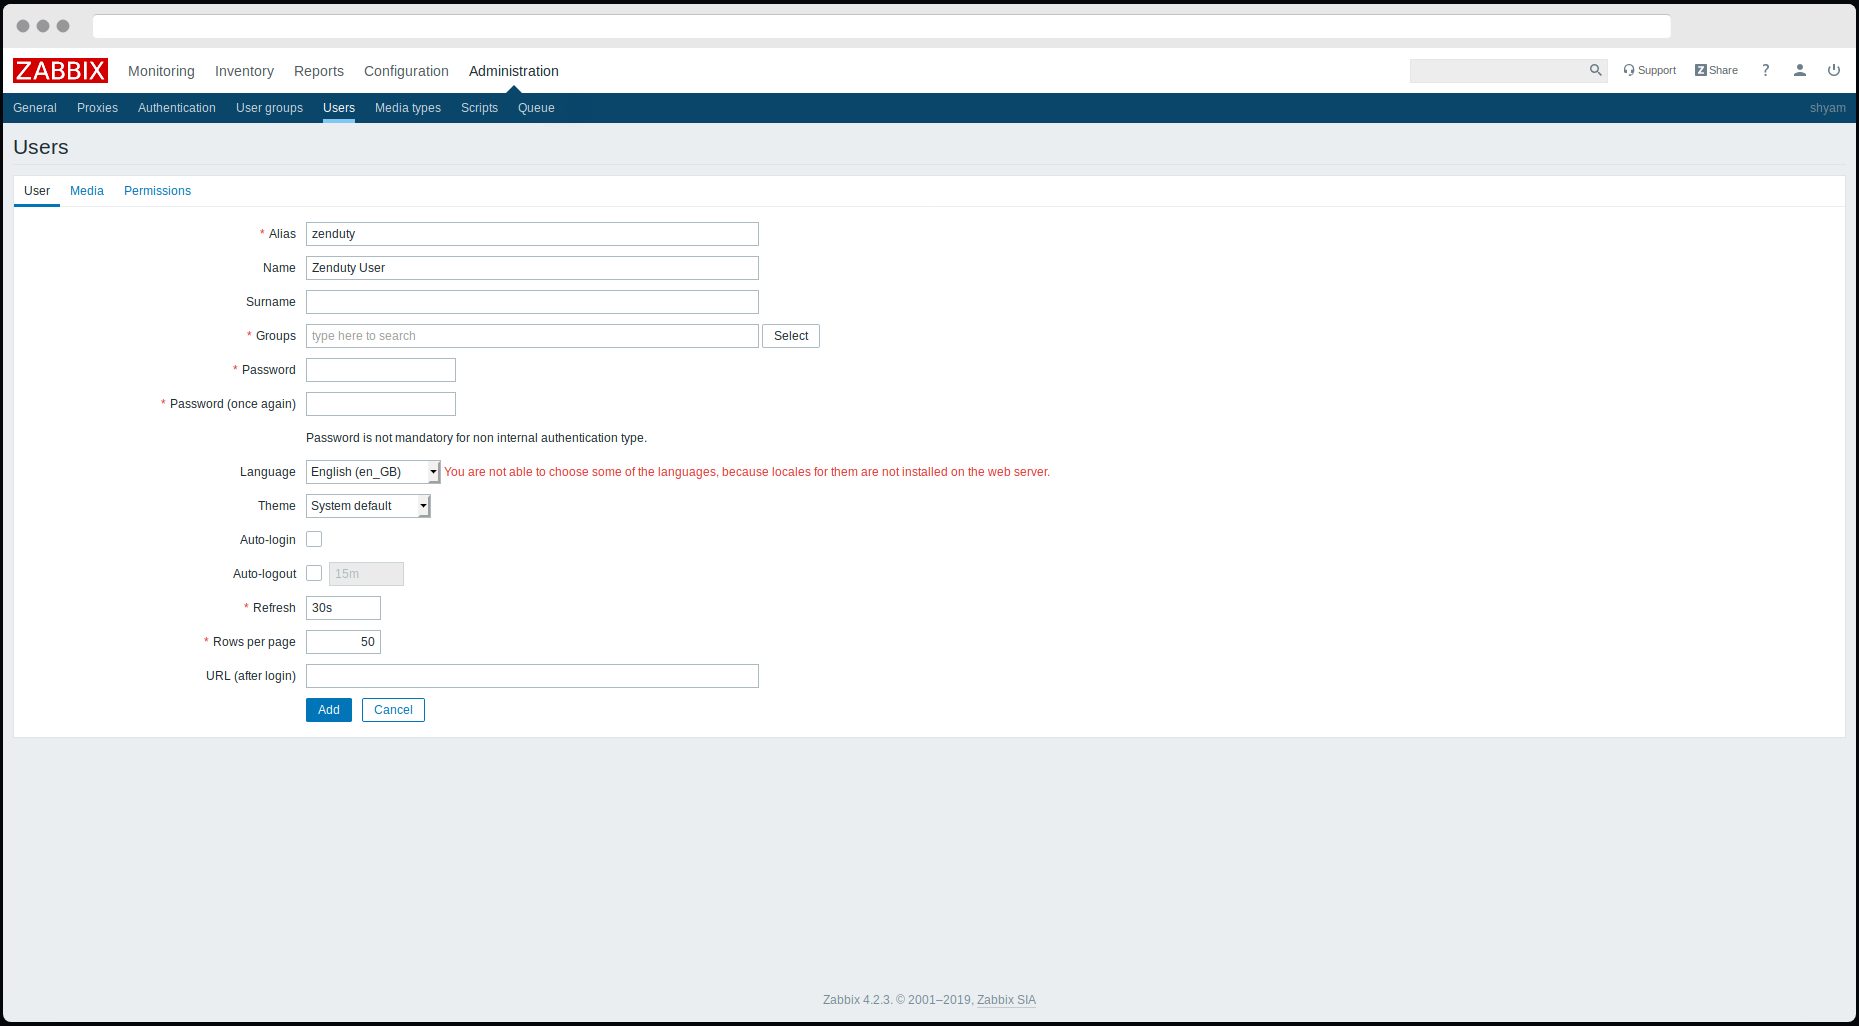 ZABBIX Monitoring Inventory Reports Configuration Administration Support Z Share ?
General Proxies Authentication User groups Users Media types Scripts Queue shyam
Users
User Media Permissions
* Alias zenduty
Name Zenduty User
Surname
* Groups type here to search Select
* Password
* Password (once again)
Password is not mandatory for non internal authentication type.
Language English (en_GB) You are not able to choose some of the languages, because locales for them are not installed on the web server.
Theme System default
Auto-login
Auto-logout 15m
* Refresh 30s
* Rows per page 50
URL (after login)
Add Cancel
Zabbix 4.2.3. © 2001–2019, Zabbix SIA